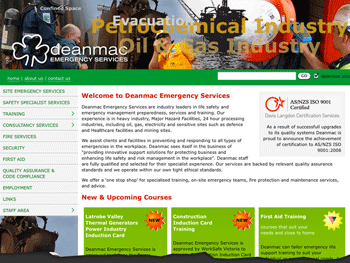 Confined Space
Evacuatio
Petrochemical Industry
Oil & Gas Industry
deanmac
EMERGENCY SERVICES
home | about us | contact us
GO
SITE EMERGENCY SERVICES
SAFETY SPECIALIST SERVICES
TRAINING
CONSULTANCY SERVICES
FIRE SERVICES
SECURITY
FIRST AID
QUALITY ASSURANCE &
CODE COMPLIANCE
EMPLOYMENT
LINKS
STAFF AREA
Welcome to Deanmac Emergency Services
Deanmac Emergency Services are industry leaders in life safety and
emergency management preparedness, services and training. Our
experience is in heavy industry, Major Hazard Facilities, 24 hour processing
industries, including oil, gas, electricity and sensitive sites such as defence
and Healthcare facilities and mining sites.
We assist clients and facilities in preventing and responding to all types of
emergencies in the workplace. Deanmac sees itself in the business of
"providing innovative support solutions for protecting business and
enhancing life safety and risk management in the workplace". Deanmac staff
are fully qualified and selected for their specialist experience. Our services are backed by relevant quality assurance
standards and we operate within our own tight ethical standards.
We offer a 'one stop shop' for specialised training, on-site emergency teams, fire protection and maintenance services,
and advice.
AS/NZS ISO 9001
Certified
Davis Langdon Certification Services
As a result of successful upgrades
to its quality systems Deanmac is
proud to announce the achievement
of certification to AS/NZS ISO
9001:2008
New & Upcoming Courses
Latrobe Valley
Thermal Generators
Power Industry
Induction Card
NEW
Deanmac Emergency Services is
Construction
Induction Card
Training
NEW
Deanmac Emergency Services is
approved by WorkSafe Victoria to
First Aid Training
courses that suit your
needs and close to home
Deanmac can tailor emergency life
support training to suit your